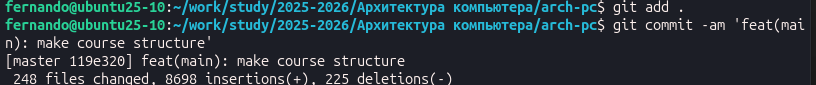 fernando@ubuntu25-10:~/work/study/2025-2026/Архитектура компьютера/arch-pc$ git add .
fernando@ubuntu25-10:~/work/study/2025-2026/Архитектура компьютера/arch-pc$ git commit -am 'feat(mai
n): make course structure'
[master 119e320] feat(main): make course structure
 248 files changed, 8698 insertions(+), 225 deletions(-)